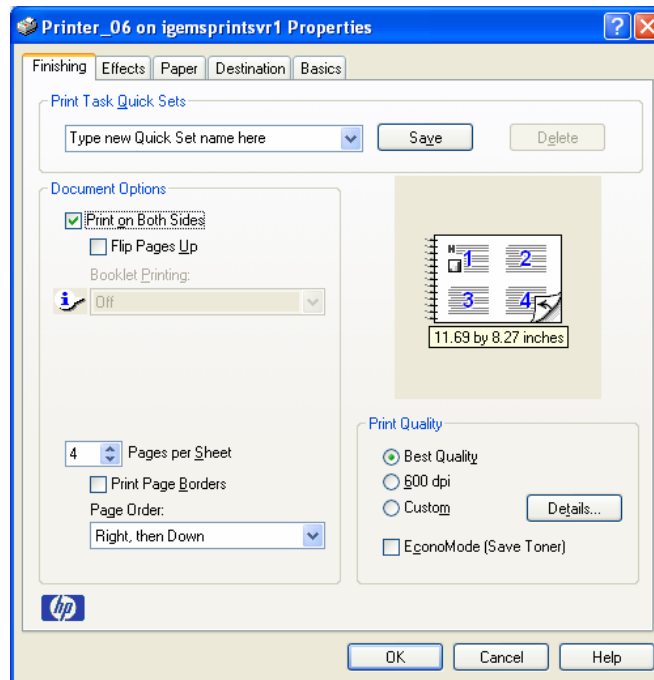 Printer_06 on igemsprintsvr1 Properties
Finishing Effects Paper Destination Basics
Print Task Quick Sets
Type new Quick Set name here Save Delete
Document Options
Print on Both Sides
Flip Pages Up
Booklet Printing:
Off
1 2
3 4
11.69 by 8.27 inches
4 Pages per Sheet
Print Page Borders
Page Order:
Right, then Down
Print Quality
Best Quality
600 dpi
Custom Details...
EconoMode (Save Toner)
hp
OK Cancel Help